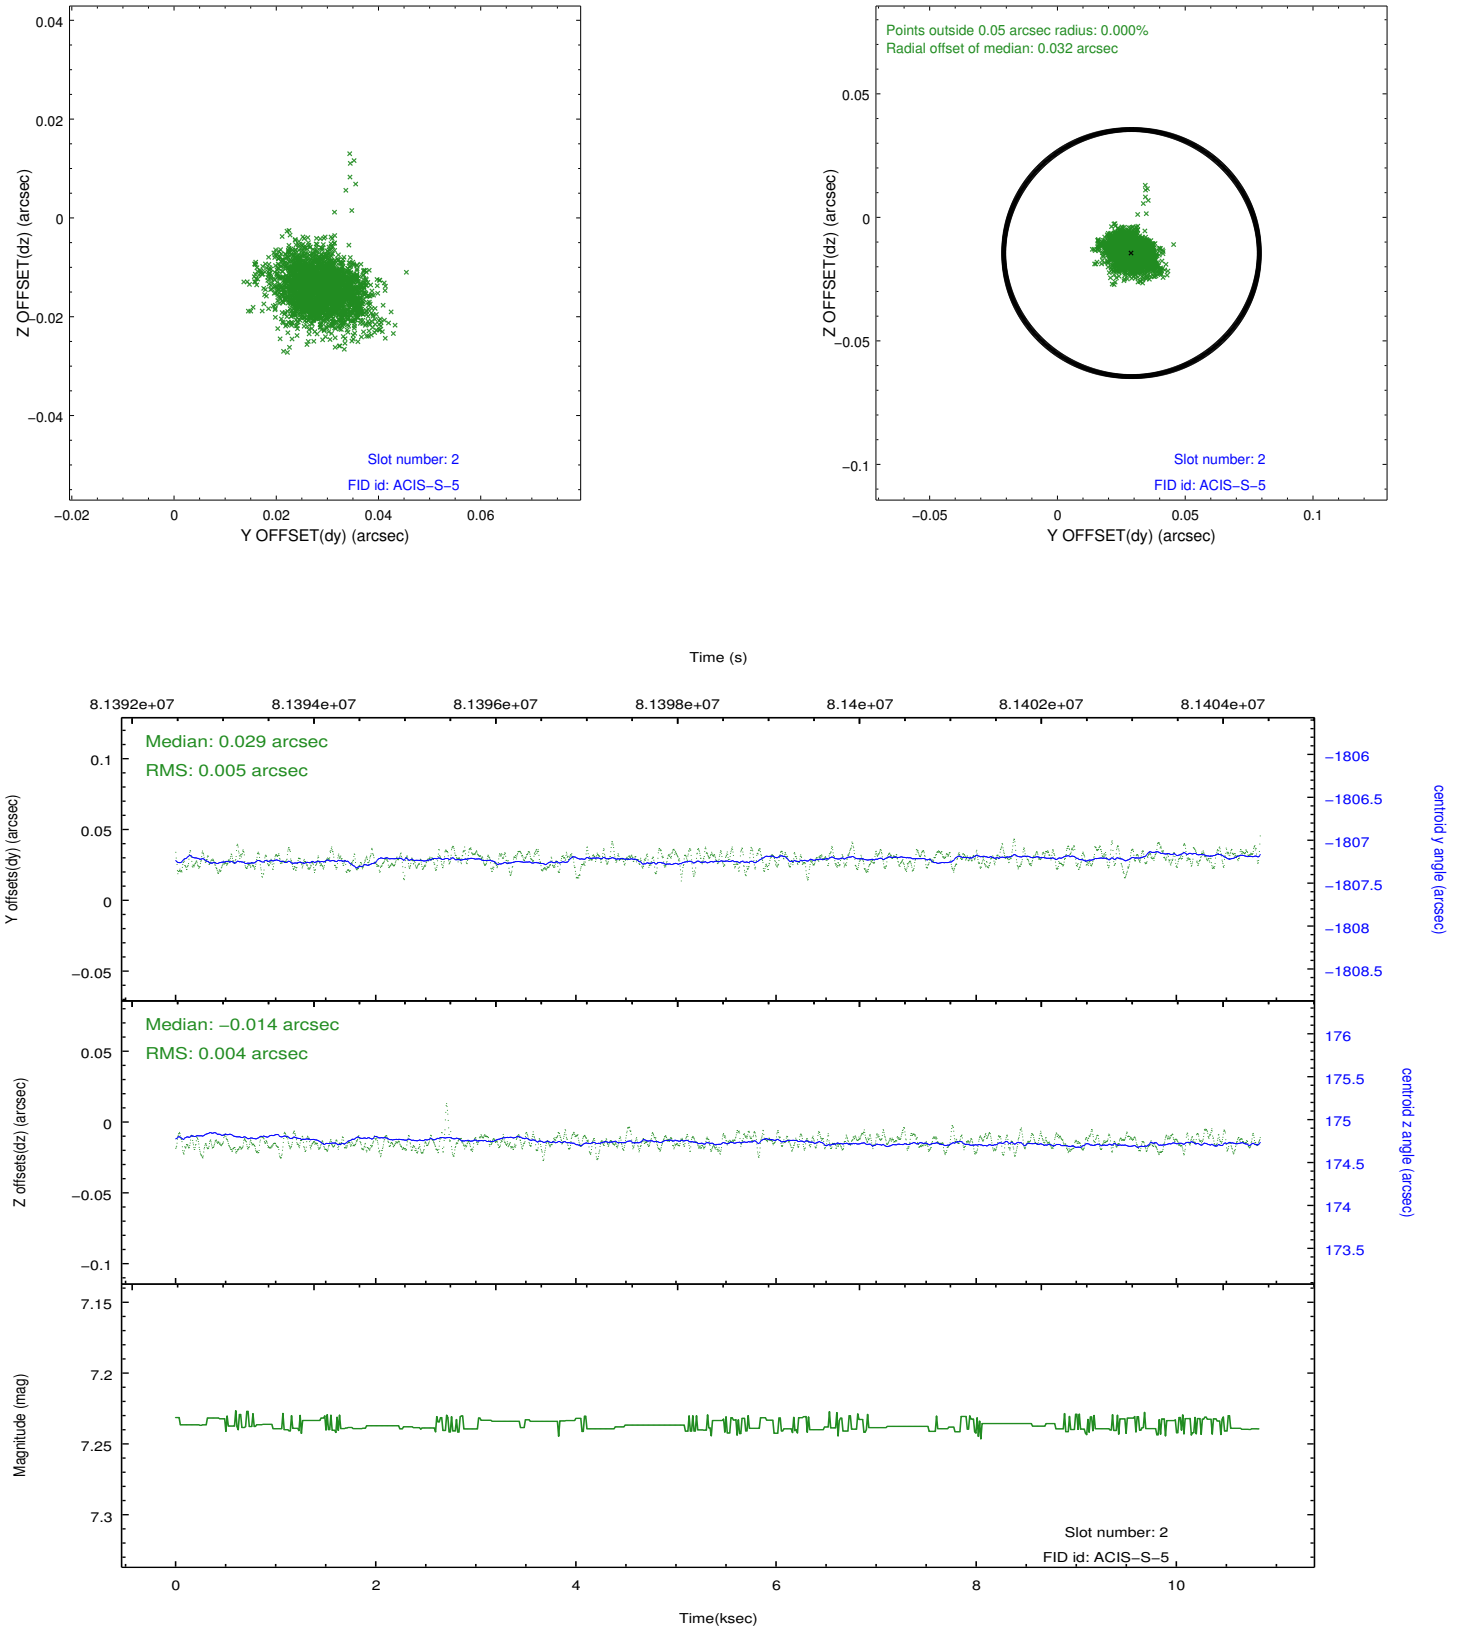 0.04
0.02
0
−0.02
−0.04
Z OFFSET(dz) (arcsec)
Slot number: 2
FID id: ACIS−S−5
−0.02 0 0.02 0.04 0.06
Y OFFSET(dy) (arcsec)
Points outside 0.05 arcsec radius: 0.000%
Radial offset of median: 0.032 arcsec
0.05
0
−0.05
−0.1
Z OFFSET(dz) (arcsec)
Slot number: 2
FID id: ACIS−S−5
−0.05 0 0.05 0.1
Y OFFSET(dy) (arcsec)
Time (s)
8.1392e+07 8.1394e+07 8.1396e+07 8.1398e+07 8.14e+07 8.1402e+07 8.1404e+07
Median: 0.029 arcsec
RMS: 0.005 arcsec
0.1
0.05
0
−0.05
Y offsets(dy) (arcsec)
−1806
−1806.5
−1807
−1807.5
−1808
−1808.5
centroid y angle (arcsec)
Median: −0.014 arcsec
RMS: 0.004 arcsec
0.05
0
−0.05
−0.1
Z offsets(dz) (arcsec)
176
175.5
175
174.5
174
173.5
centroid z angle (arcsec)
7.15
7.2
7.25
7.3
Magnitude (mag)
Slot number: 2
FID id: ACIS−S−5
0 2 4 6 8 10
Time(ksec)